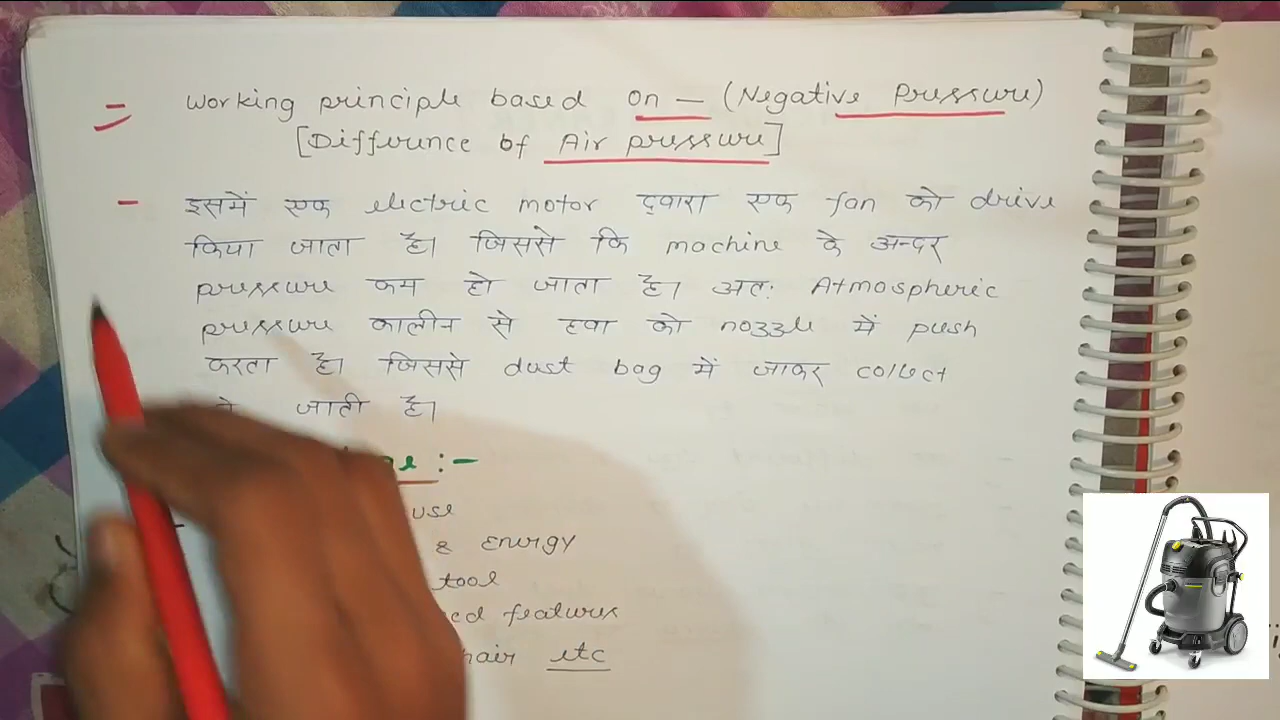 Working principle based on — (Negative Pressure)
[Difference of Air pressure]
- इसमें एक electric motor द्वारा एक fan को drive
किया जाता है। जिससे कि machine के अन्दर
pressure कम हो जाता है। अतः Atmospheric
pressure कालीन से हवा को nozzle में push
करता है। जिससे dust bag में जाकर collect
जाती है।
:-
use
& energy
tool
features
etc